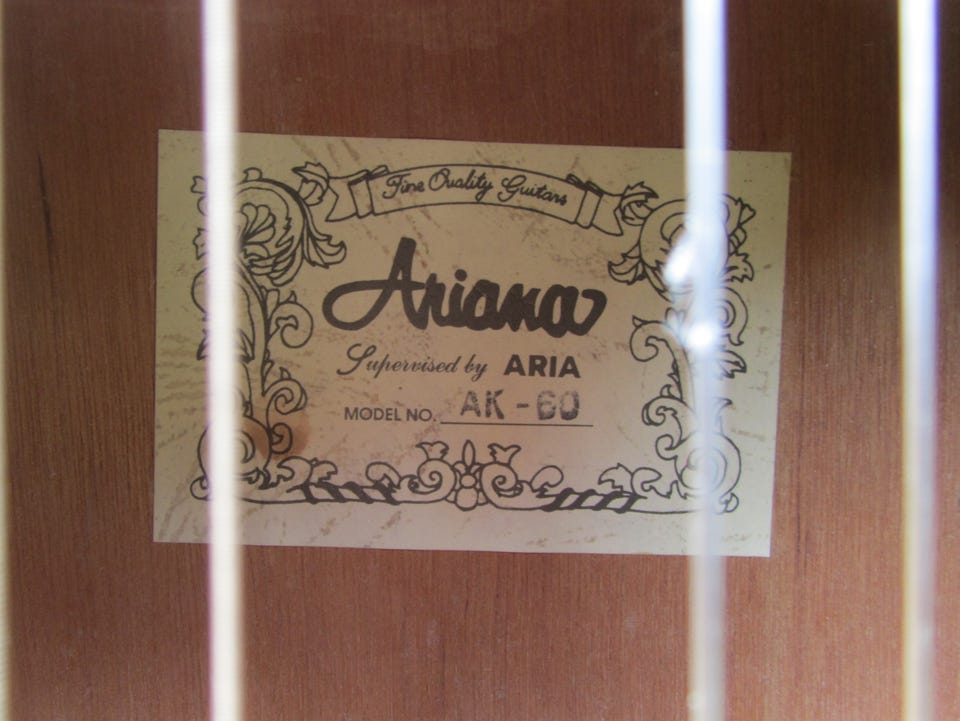 Fine Quality Guitars
Ariana
Supervised by ARIA
MODEL NO. AK-60